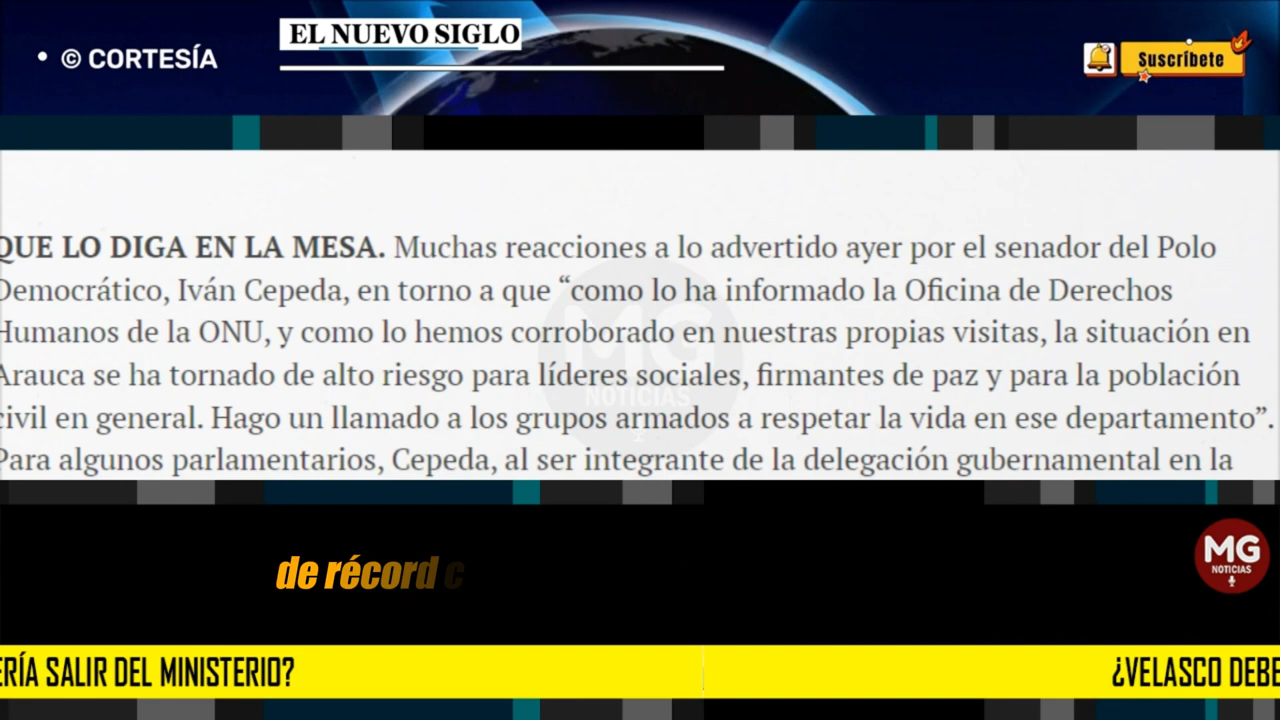 • © CORTESÍA
EL NUEVO SIGLO
Suscríbete
QUE LO DIGA EN LA MESA. Muchas reacciones a lo advertido ayer por el senador del Polo
Democrático, Iván Cepeda, en torno a que “como lo ha informado la Oficina de Derechos
Humanos de la ONU, y como lo hemos corroborado en nuestras propias visitas, la situación en
Arauca se ha tornado de alto riesgo para líderes sociales, firmantes de paz y para la población
civil en general. Hago un llamado a los grupos armados a respetar la vida en ese departamento”.
Para algunos parlamentarios, Cepeda, al ser integrante de la delegación gubernamental en la
MG
NOTICIAS
de récord c
MG
NOTICIAS
ERÍA SALIR DEL MINISTERIO? ¿VELASCO DEBE